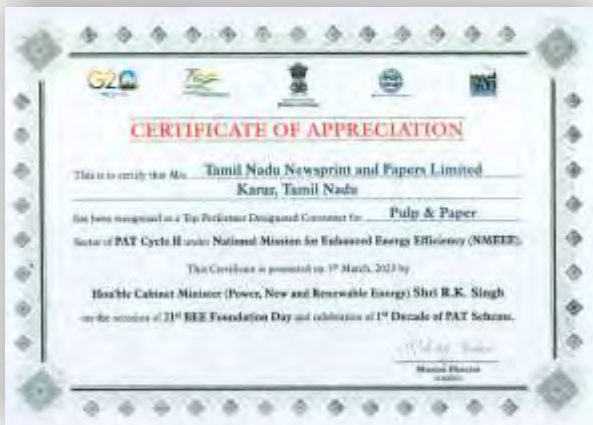 G20
CERTIFICATE OF APPRECIATION
This is to certify that M/s. Tamil Nadu Newsprint and Papers Limited
Karur, Tamil Nadu
has been recognized as a Top Performer Designated Consumer for Pulp & Paper
Sector of PAT Cycle II under National Mission for Enhanced Energy Efficiency (NMEEE).
This Certificate is presented on 1st March, 2023 by
Hon'ble Cabinet Minister (Power, New and Renewable Energy) Shri R.K. Singh
on the occasion of 21st BEE Foundation Day and celebration of 1st Decade of PAT Scheme.
Mission Director